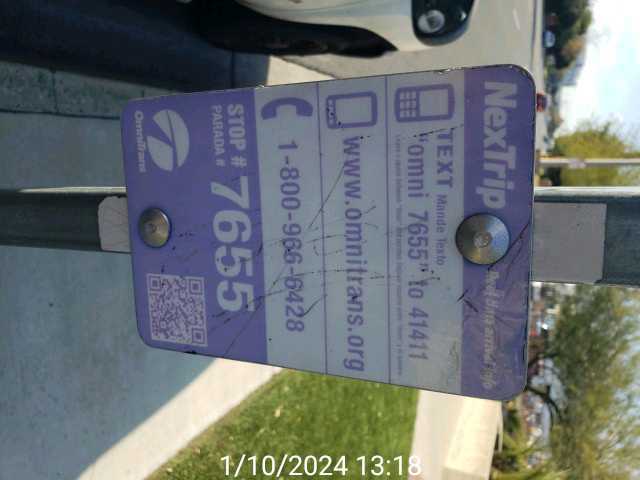 NexTrip
TEXT Mande Texto
"omni 7655" to 41411
www.omnitrans.org
1-800-966-6428
STOP # 7655
PARADA #
OmniTrans
1/10/2024 13:18